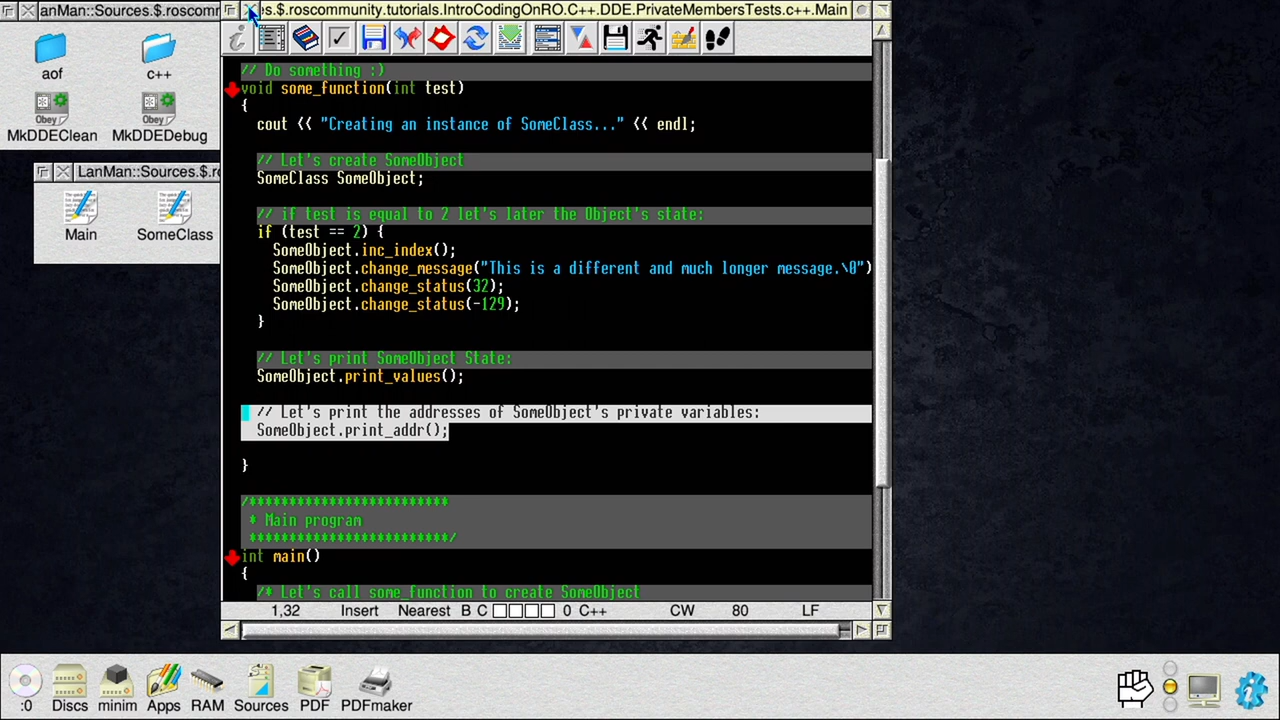 anMan::Sources.$.roscomm
es.$.roscommunity.tutorials.IntroCodingOnRO.C++.DDE.PrivateMembersTests.c++.Main
aof
c++
Obey
Obey
MkDDEClean
MkDDEDebug
LanMan::Sources.$.ro
Main
SomeClass
// Do something :)
void some_function(int test)
{
cout << "Creating an instance of SomeClass..." << endl;
// Let's create SomeObject
SomeClass SomeObject;
// if test is equal to 2 let's later the Object's state:
if (test == 2) {
SomeObject.inc_index();
SomeObject.change_message("This is a different and much longer message.\0")
SomeObject.change_status(32);
SomeObject.change_status(-129);
}
// Let's print SomeObject State:
SomeObject.print_values();
// Let's print the addresses of SomeObject's private variables:
SomeObject.print_addr();
}
/*************************
* Main program
*************************/
int main()
{
/* Let's call some_function to create SomeObject
1,32 Insert Nearest B C 0 C++ CW 80 LF
:0
Discs
minim
Apps
RAM
Sources
PDF
PDFmaker